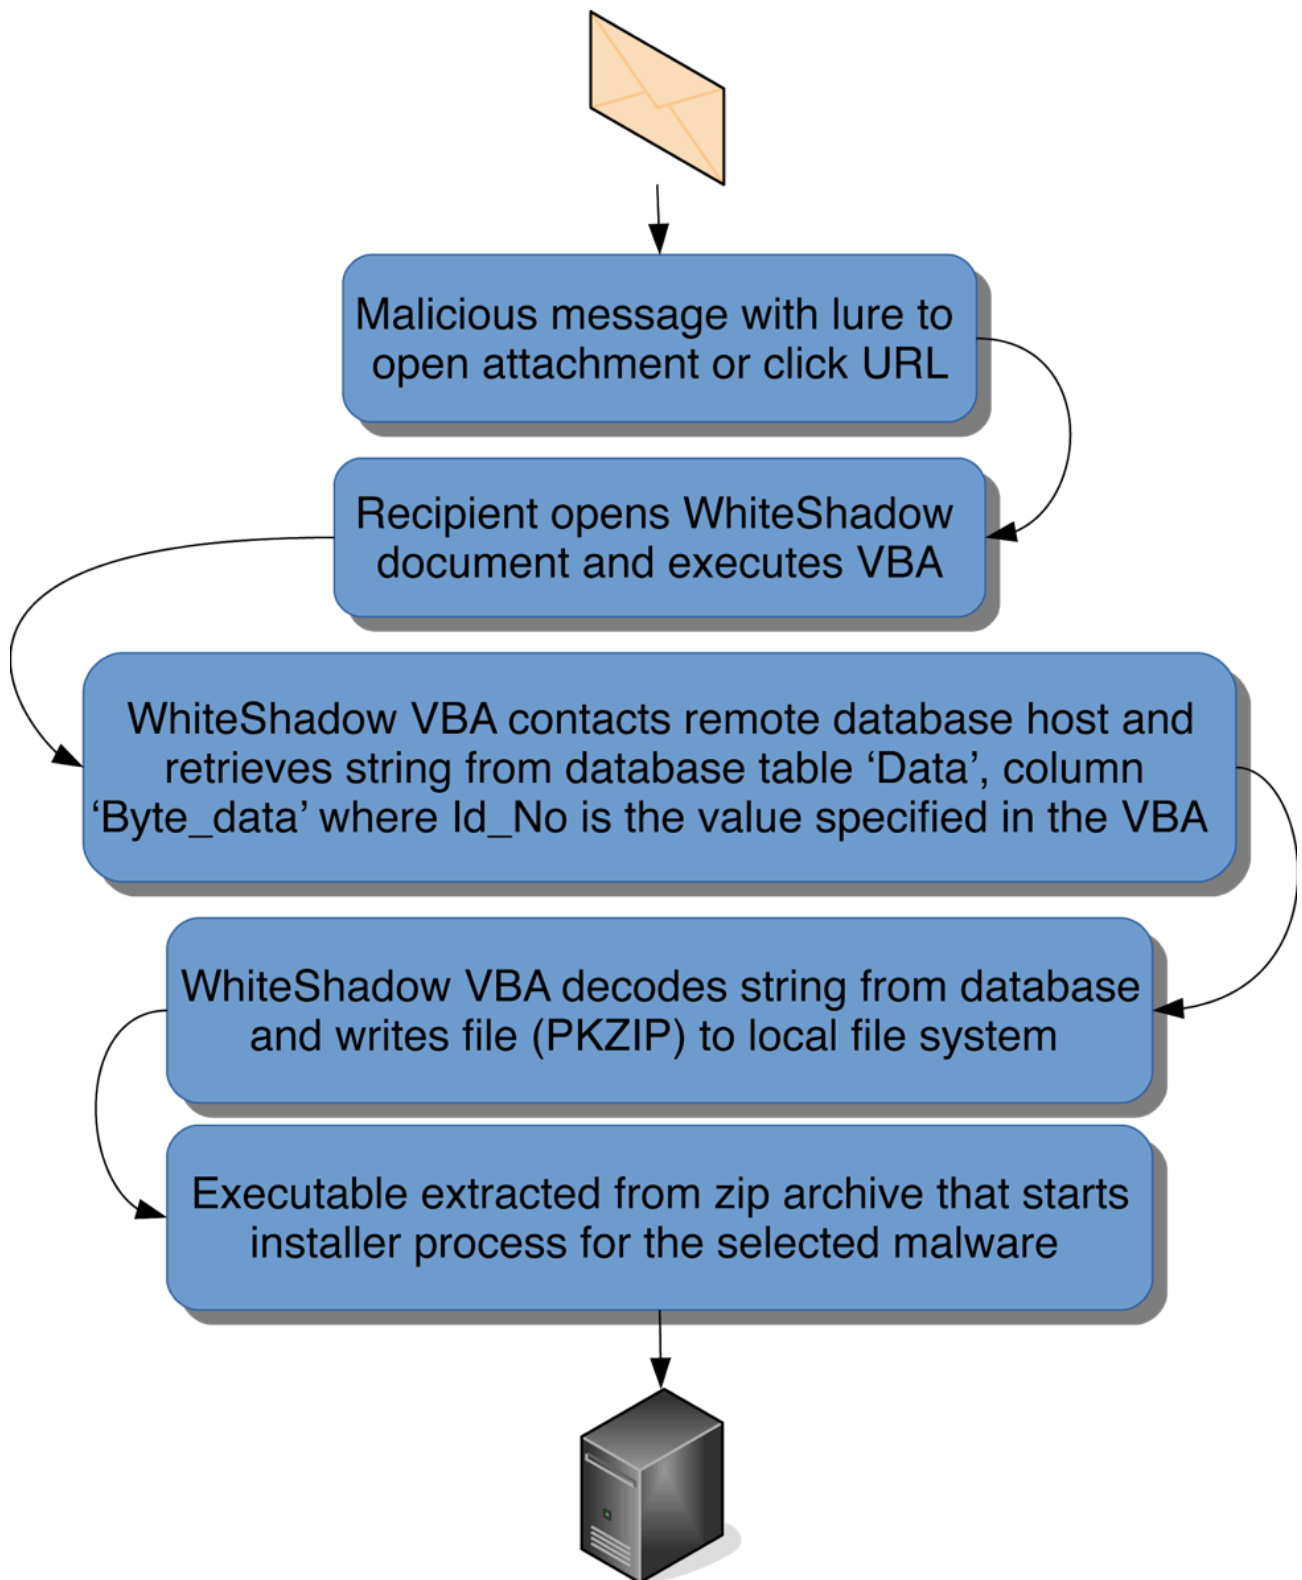 Malicious message with lure to
open attachment or click URL
Recipient opens WhiteShadow
document and executes VBA
WhiteShadow VBA contacts remote database host and
retrieves string from database table ‘Data’, column
‘Byte_data’ where Id_No is the value specified in the VBA
WhiteShadow VBA decodes string from database
and writes file (PKZIP) to local file system
Executable extracted from zip archive that starts
installer process for the selected malware